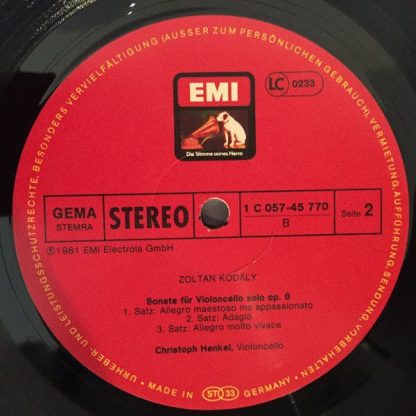 URHEBER- UND LEISTUNGSSCHUTZRECHTE, BESONDERS VERVIELFÄLTIGUNG (AUSSER ZUM PERSÖNLICHEN GEBRAUCH), VERMIETUNG, AUFFÜHRUNG, SENDUNG, VORBEHALTEN
EMI
LC 0233
Die Stimme seines Herrn
GEMA
STEMRA
STEREO
1 C 057-45 770
B
Seite 2
Ⓟ 1981 EMI Electrola GmbH
ZOLTAN KODALY
Sonate für Violoncello solo op. 8
1. Satz: Allegro maestoso ma appassionato
2. Satz: Adagio
3. Satz: Allegro molto vivace
Christoph Henkel, Violoncello
• MADE IN STO 33 GERMANY •